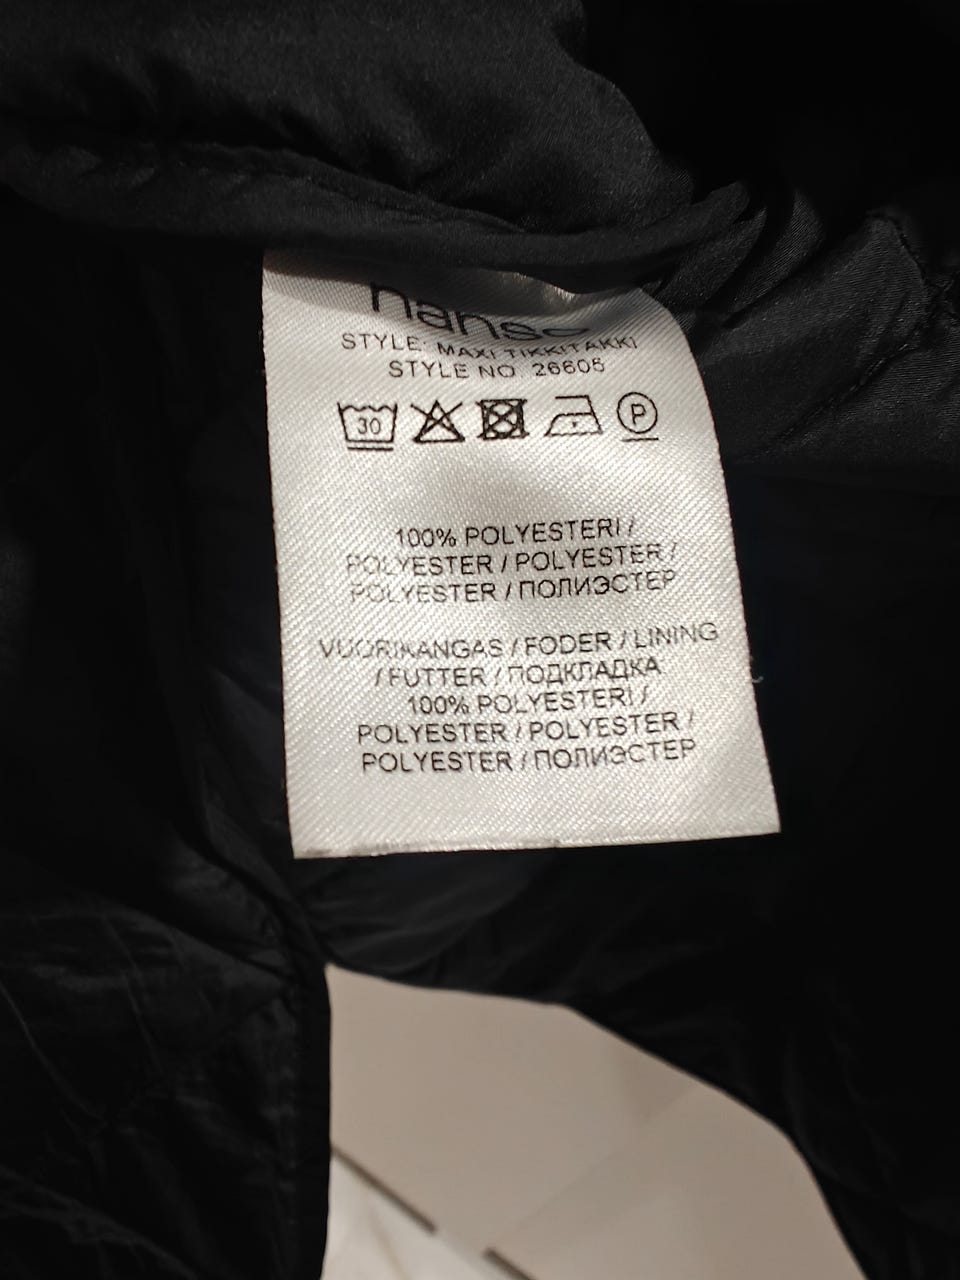 nanso
STYLE: MAXI TIKKITAKKI
STYLE NO. 26605
30 P
100% POLYESTERI /
POLYESTER / POLYESTER /
POLYESTER / ПОЛИЭСТЕР
VUORIKANGAS / FODER / LINING
/ FUTTER / ПОДКЛАДКА
100% POLYESTERI /
POLYESTER / POLYESTER /
POLYESTER / ПОЛИЭСТЕР